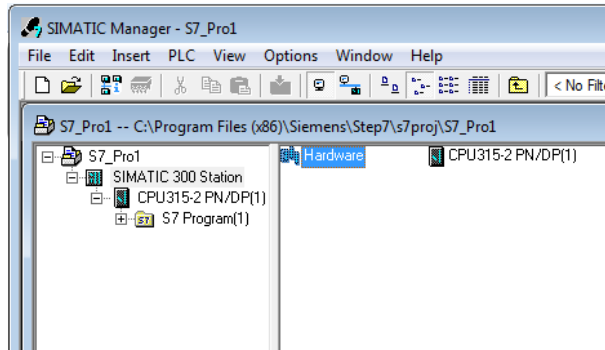 SIMATIC Manager - S7_Pro1
File Edit Insert PLC View Options Window Help
< No Filte
S7_Pro1 -- C:\Program Files (x86)\Siemens\Step7\s7proj\S7_Pro1
S7_Pro1
SIMATIC 300 Station
CPU315-2 PN/DP(1)
S7 Program(1)
Hardware
CPU315-2 PN/DP(1)